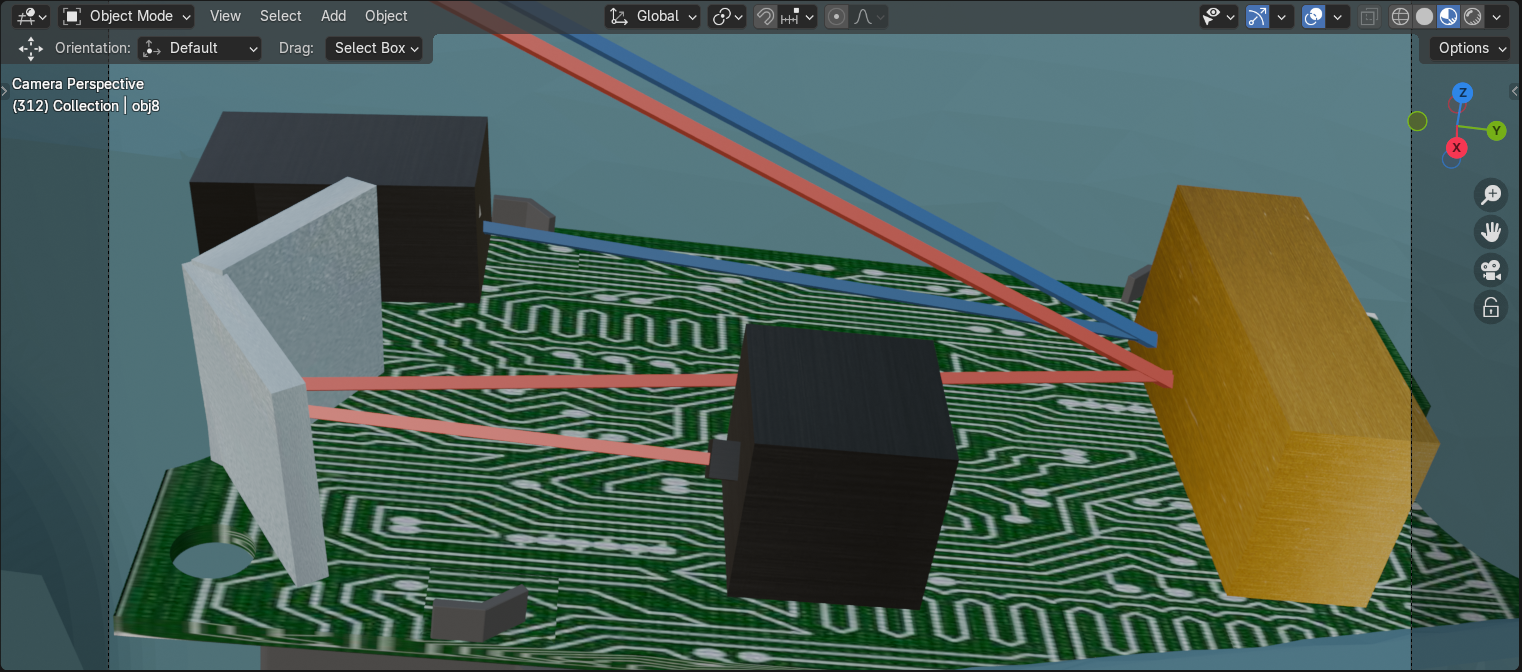 Object Mode View Select Add Object Global
Orientation: Default Drag: Select Box Options
Camera Perspective
(312) Collection | obj8
Z
Y
X